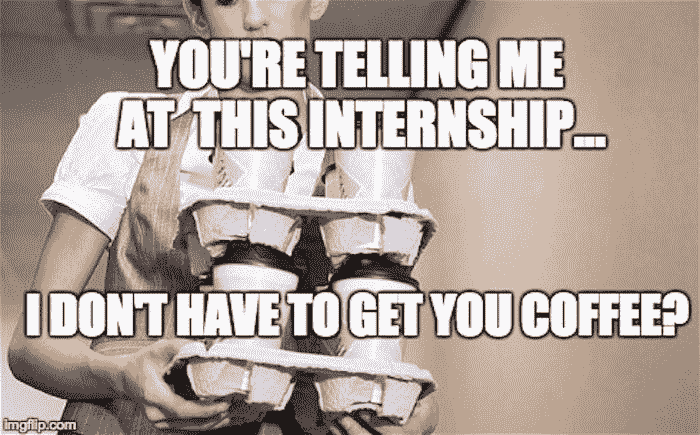 YOU'RE TELLING ME
AT THIS INTERNSHIP...
I DON'T HAVE TO GET YOU COFFEE?
imgflip.com